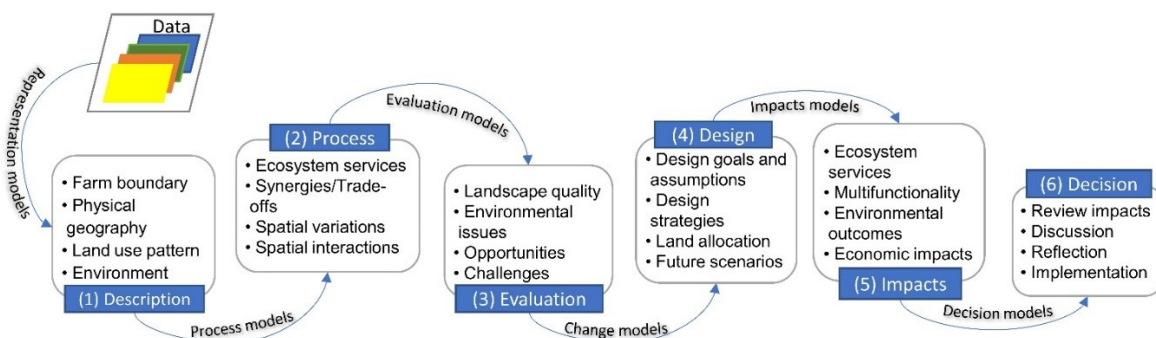 Data
Representation models
• Farm boundary
• Physical
geography
• Land use pattern
• Environment
(1) Description
Process models
(2) Process
• Ecosystem services
• Synergies/Trade-
offs
• Spatial variations
• Spatial interactions
Evaluation models
• Landscape quality
• Environmental
issues
• Opportunities
• Challenges
(3) Evaluation
Change models
(4) Design
• Design goals and
assumptions
• Design
strategies
• Land allocation
• Future scenarios
Impacts models
• Ecosystem
services
• Multifunctionality
• Environmental
outcomes
• Economic impacts
(5) Impacts
Decision models
(6) Decision
• Review impacts
• Discussion
• Reflection
• Implementation